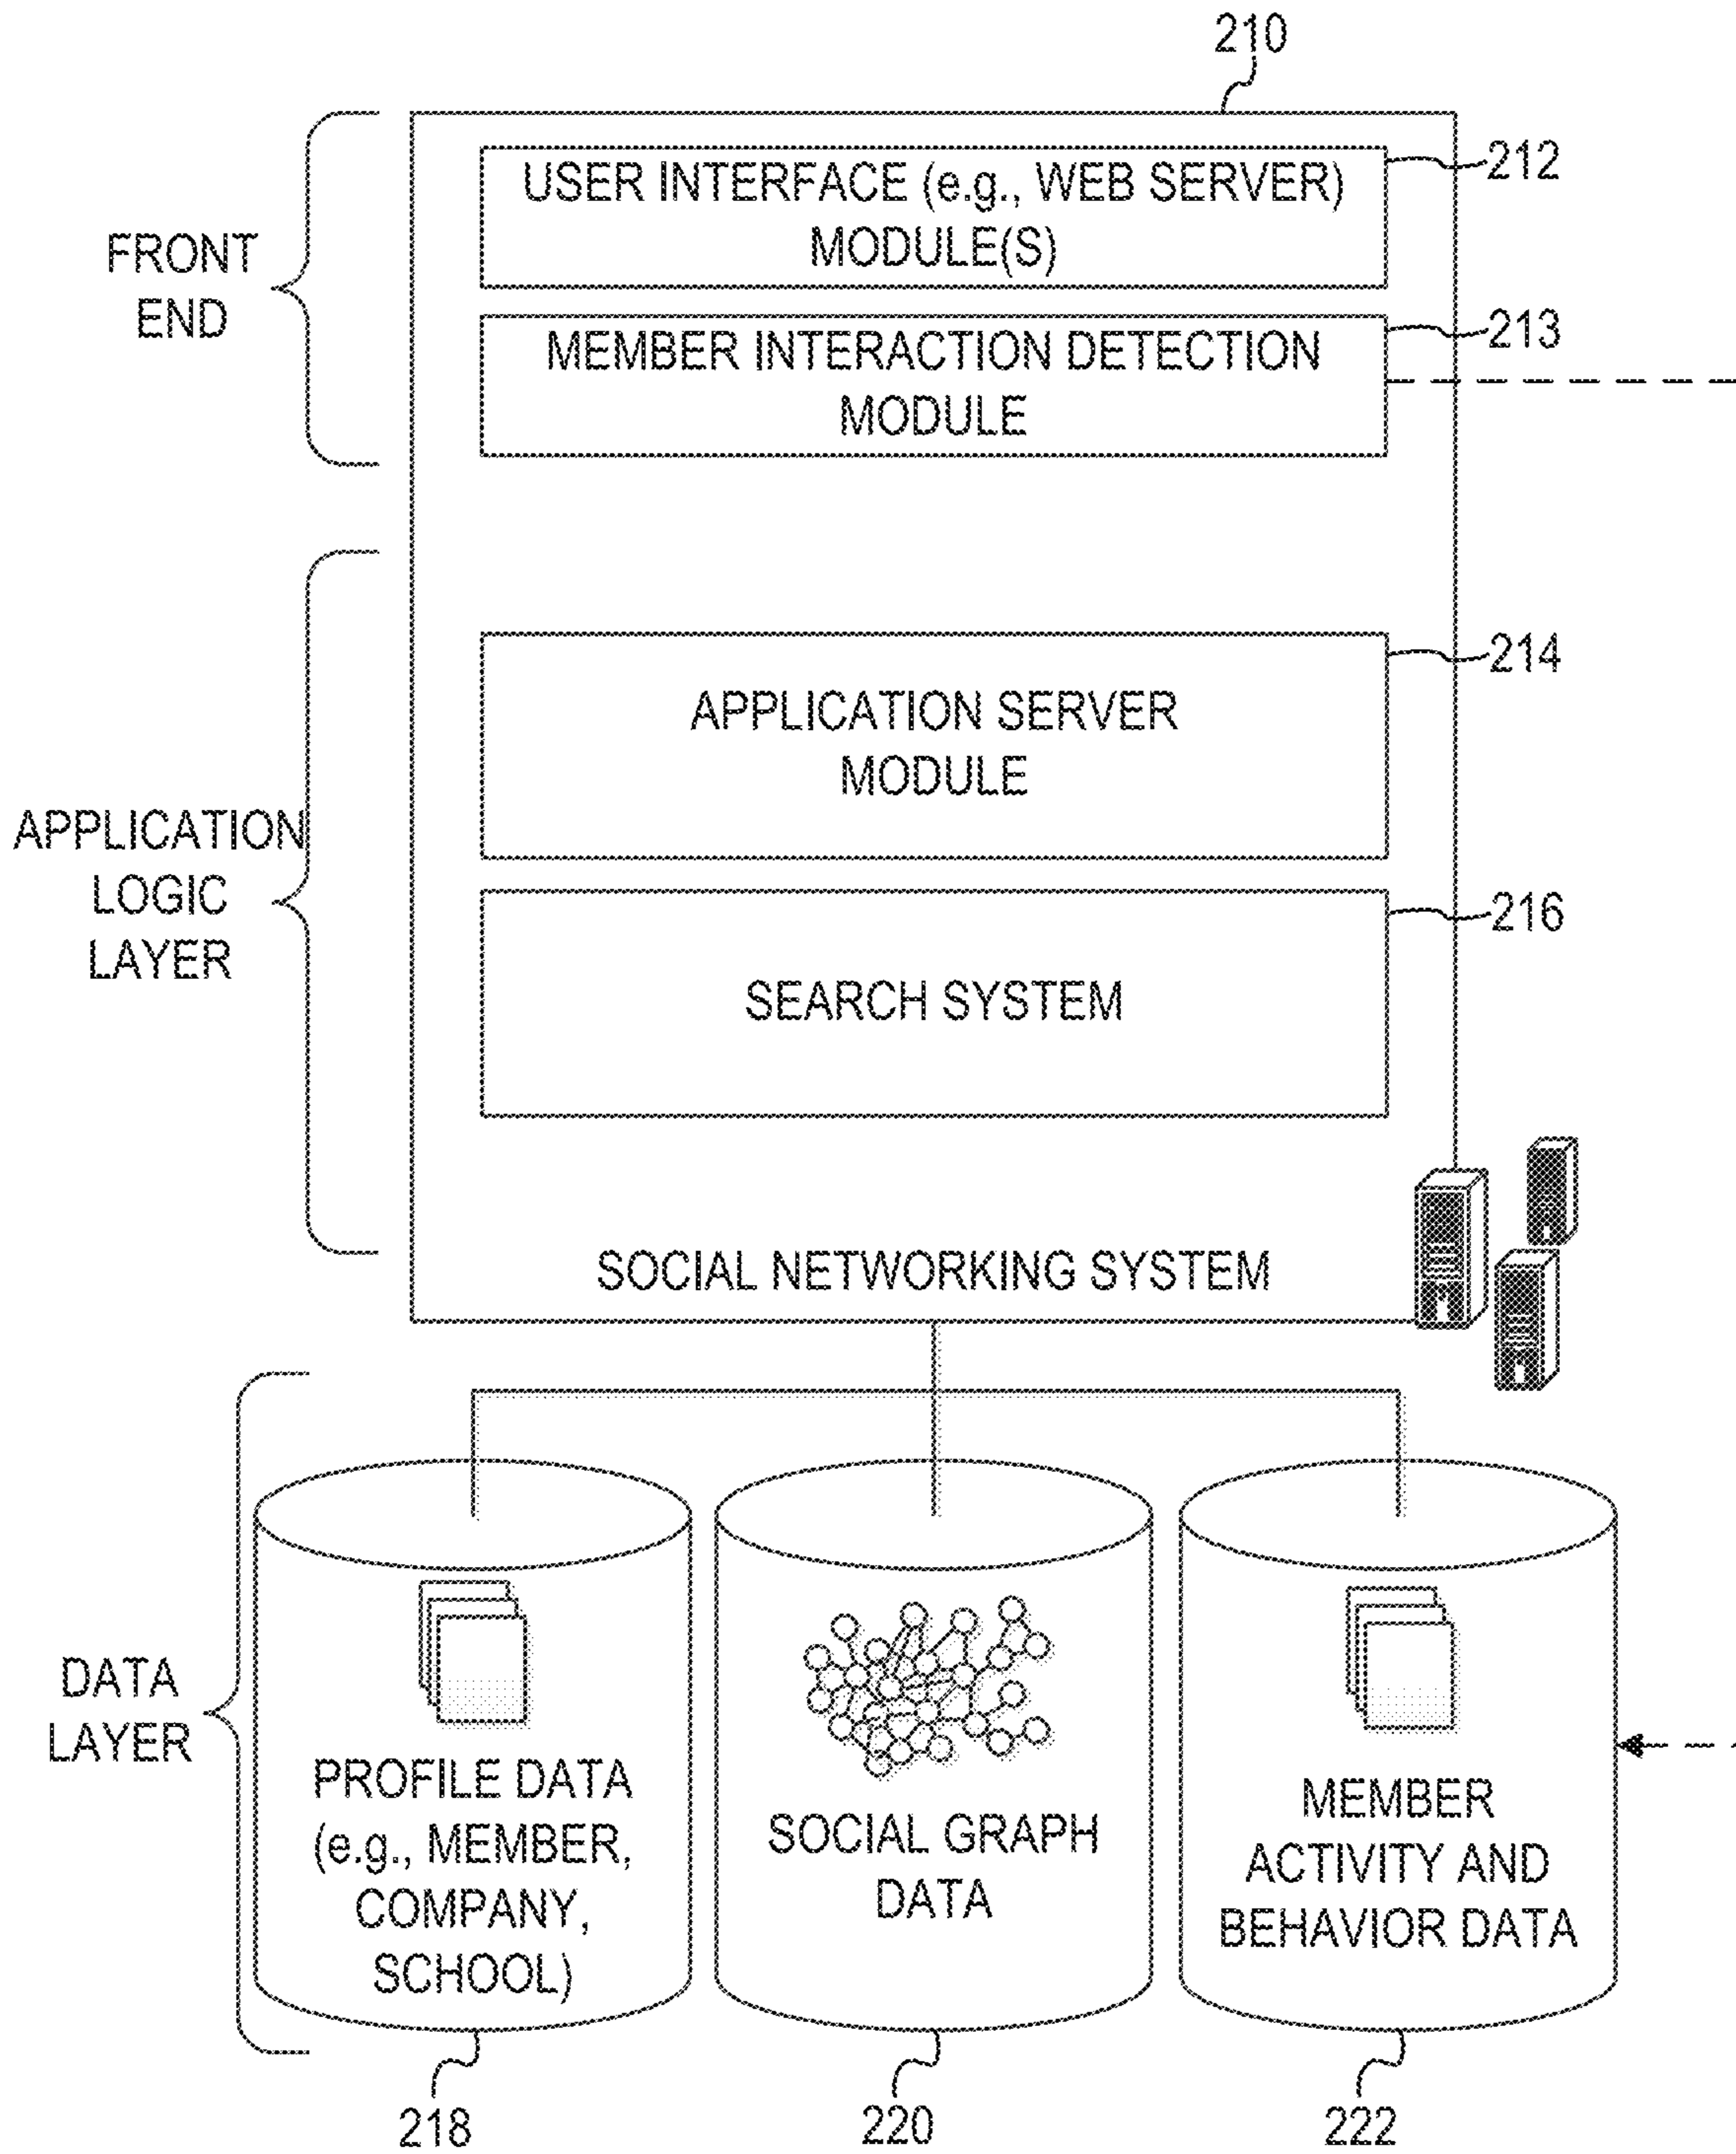 210
USER INTERFACE (e.g., WEB SERVER)
MODULE(S)
212
FRONT
END
MEMBER INTERACTION DETECTION
MODULE
213
APPLICATION SERVER
MODULE
214
APPLICATION
LOGIC
LAYER
SEARCH SYSTEM
216
SOCIAL NETWORKING SYSTEM
DATA
LAYER
PROFILE DATA
(e.g., MEMBER,
COMPANY,
SCHOOL)
SOCIAL GRAPH
DATA
MEMBER
ACTIVITY AND
BEHAVIOR DATA
218
220
222